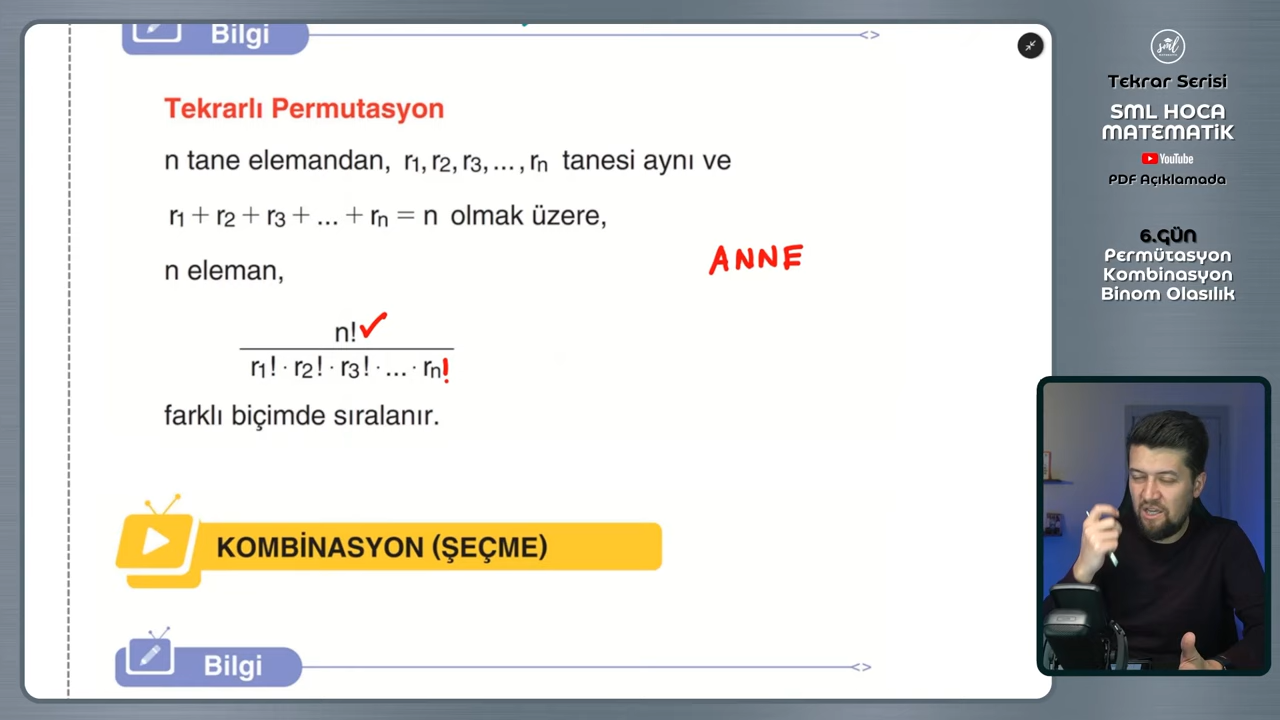 Bilgi
Tekrarlı Permutasyon
n tane elemandan, r₁, r₂, r₃, ... , rₙ tanesi aynı ve
r₁ + r₂ + r₃ + ... + rₙ = n olmak üzere,
n eleman,
ANNE
n! ✓
r₁! · r₂! · r₃! · ... · rₙ!
farklı biçimde sıralanır.
KOMBİNASYON (ŞEÇME)
Bilgi
sml
Tekrar Serisi
SML HOCA
MATEMATİK
YouTube
PDF Açıklamada
6.GÜN
Permütasyon
Kombinasyon
Binom Olasılık